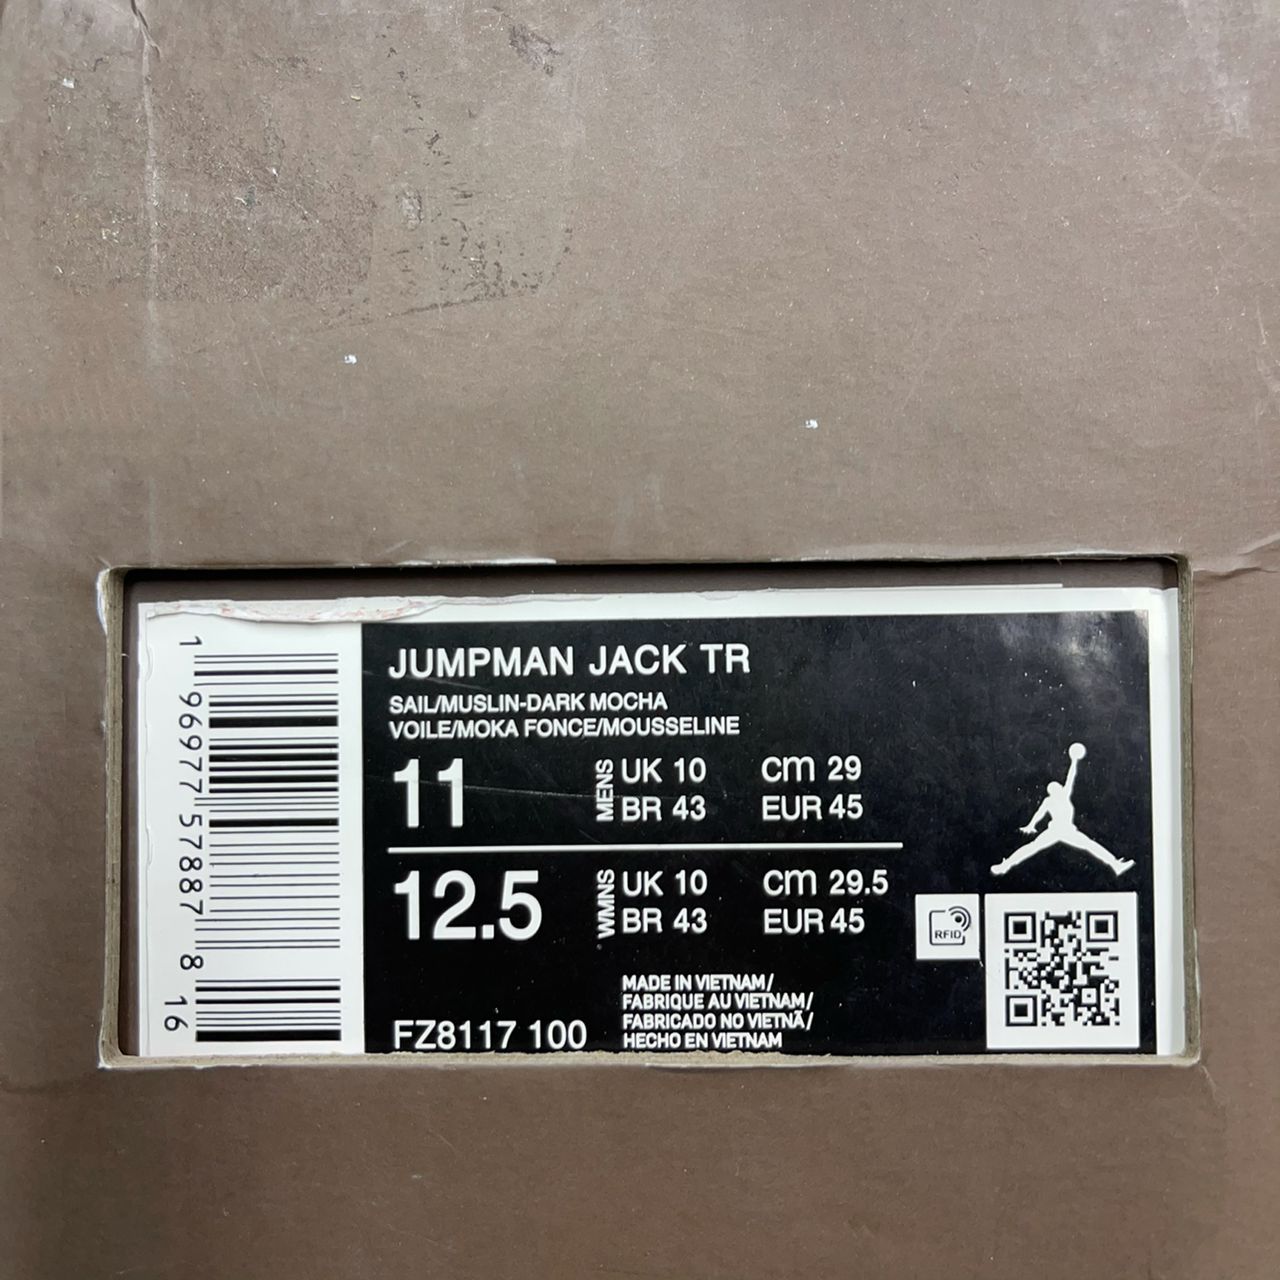 1 96977 57887 8 16
JUMPMAN JACK TR
SAIL/MUSLIN-DARK MOCHA
VOILE/MOKA FONCE/MOUSSELINE
11 MENS UK 10 cm 29
BR 43 EUR 45
12.5 WMNS UK 10 cm 29.5
BR 43 EUR 45
RFID
MADE IN VIETNAM/
FABRIQUE AU VIETNAM/
FABRICADO NO VIETNÃ/
HECHO EN VIETNAM
FZ8117 100